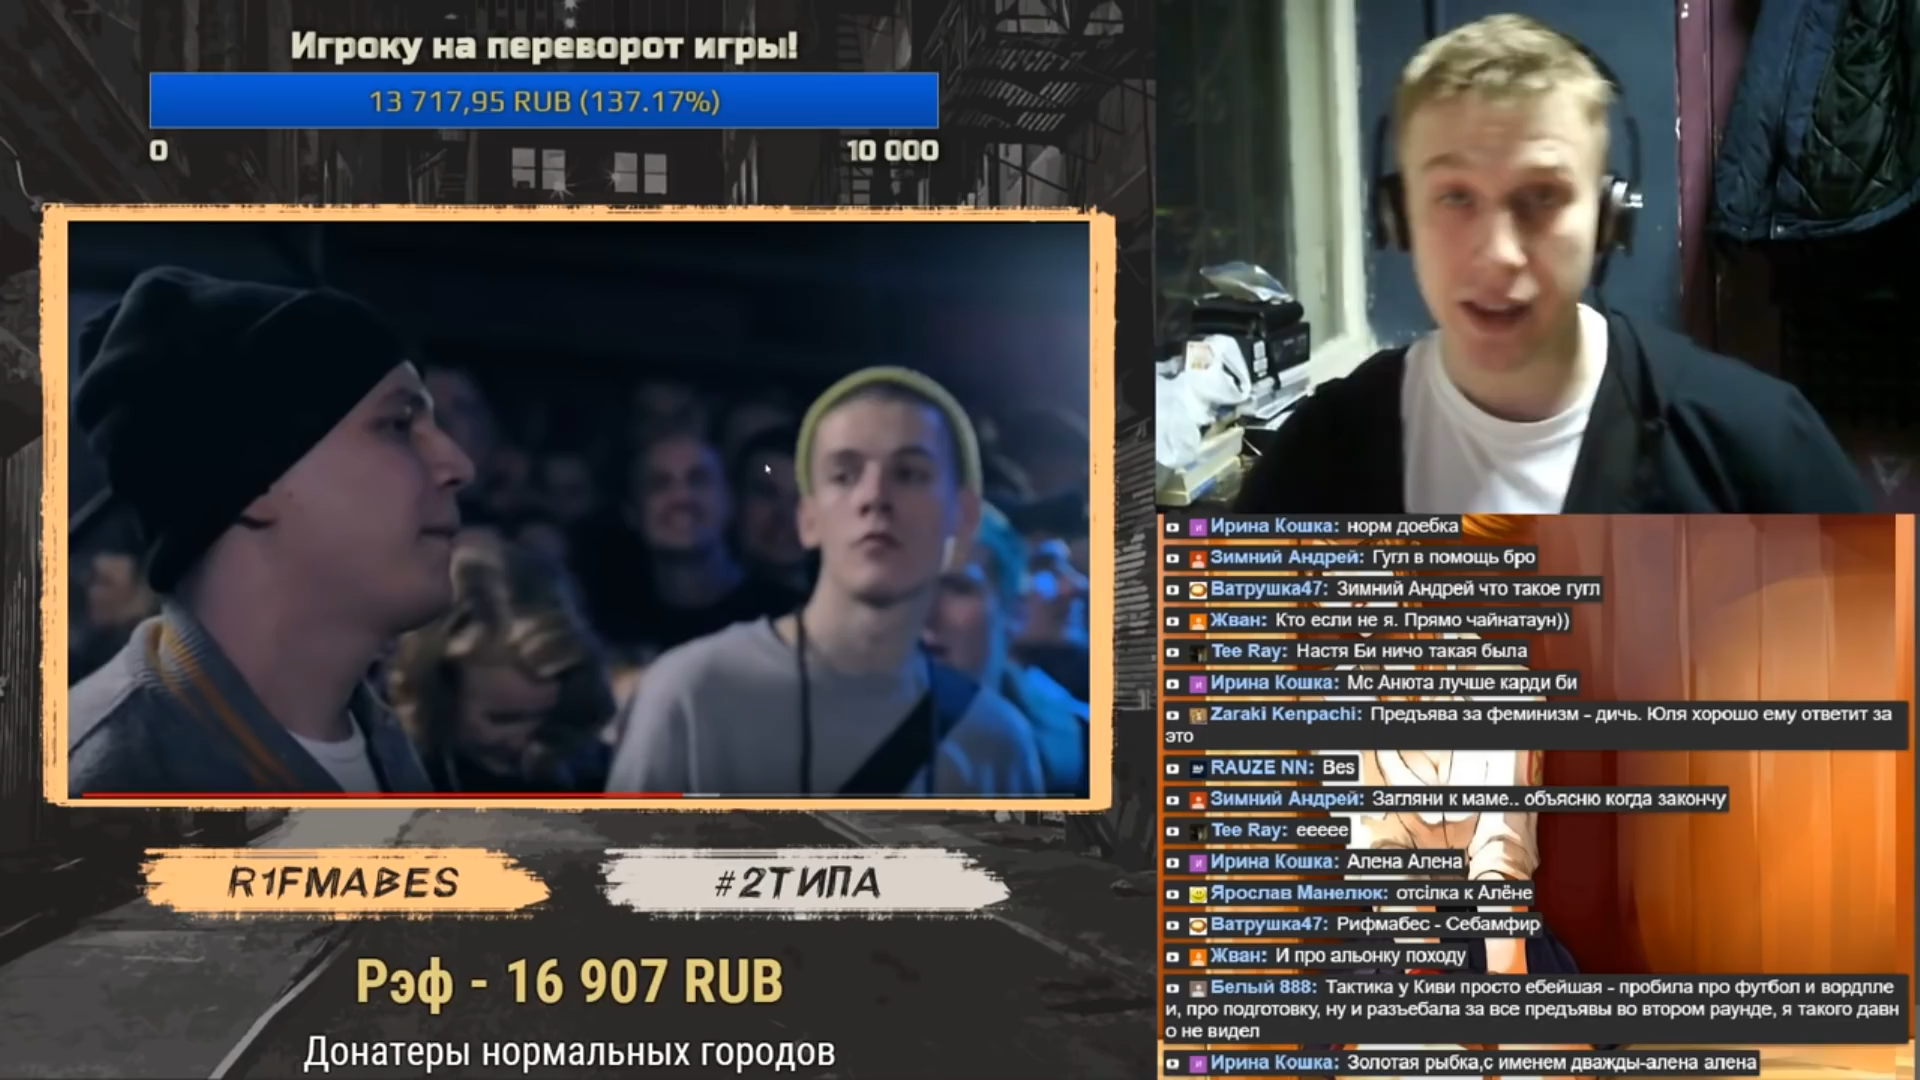 Игроку на переворот игры!
13 717,95 RUB (137.17%)
0
10 000
R1FMABES
#2ТИПА
Рэф - 16 907 RUB
Донатеры нормальных городов
Ирина Кошка: норм доебка
Зимний Андрей: Гугл в помощь бро
Ватрушка47: Зимний Андрей что такое гугл
Жван: Кто если не я. Прямо чайнатаун))
Tee Ray: Настя Би ничо такая была
Ирина Кошка: Мс Анюта лучше карди би
Zaraki Kenpachi: Предъява за феминизм - дичь. Юля хорошо ему ответит за
это
RAUZE NN: Bes
Зимний Андрей: Загляни к маме.. объясню когда закончу
Tee Ray: еееее
Ирина Кошка: Алена Алена
Ярослав Манелюк: отсілка к Алёне
Ватрушка47: Рифмабес - Себамфир
Жван: И про альонку походу
Белый 888: Тактика у Киви просто ебейшая - пробила про футбол и вордпле
и, про подготовку, ну и разъебала за все предъявы во втором раунде, я такого давн
о не видел
Ирина Кошка: Золотая рыбка,с именем дважды-алена алена